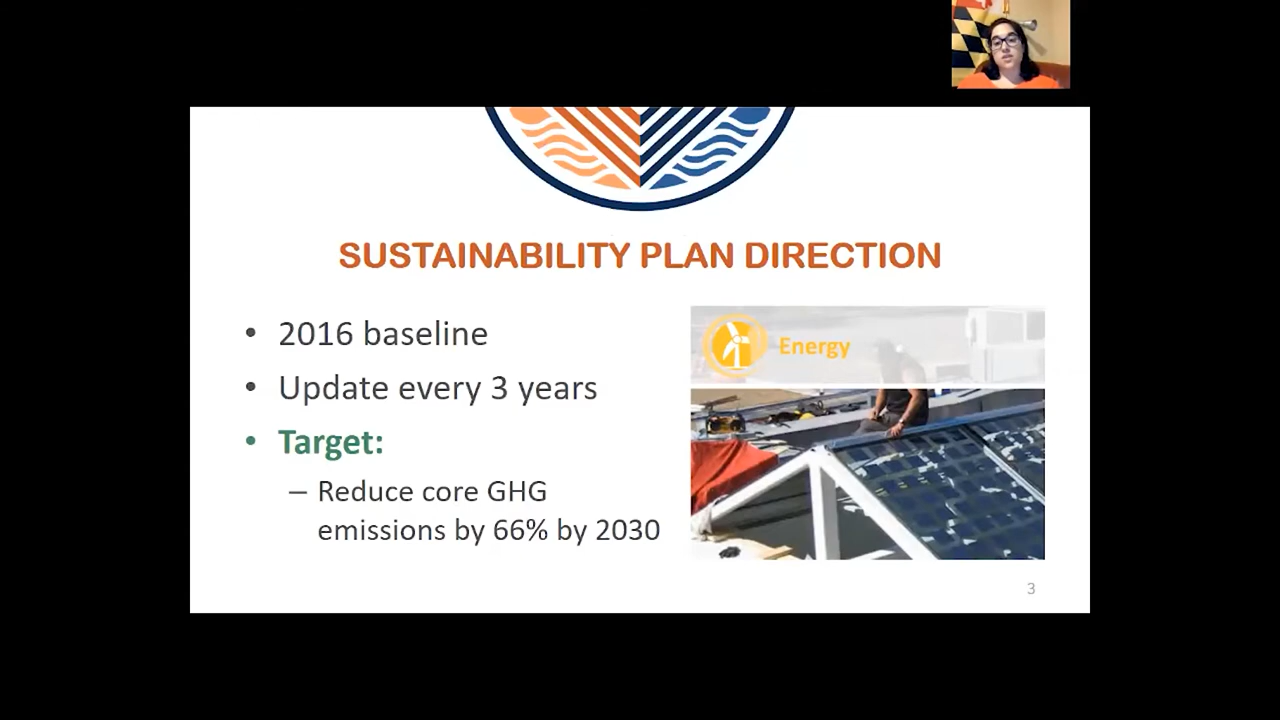 SUSTAINABILITY PLAN DIRECTION
• 2016 baseline
• Update every 3 years
• Target:
– Reduce core GHG
emissions by 66% by 2030
Energy
3